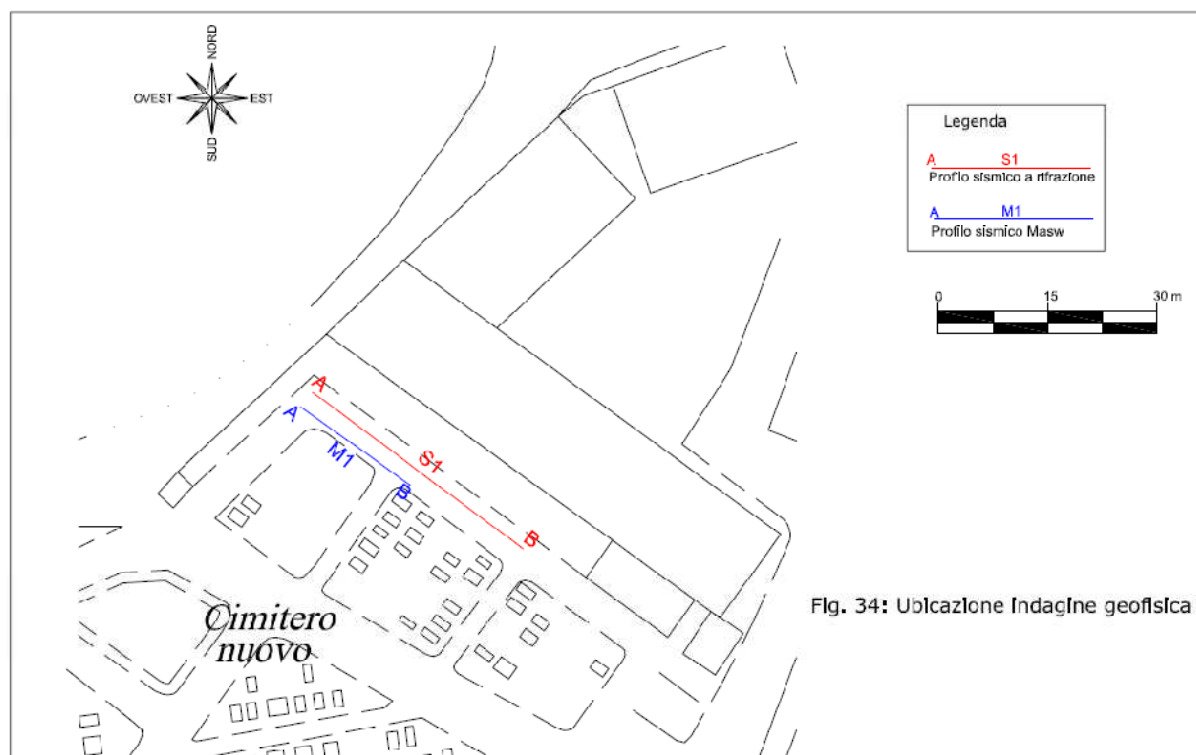 NORD
OVEST
EST
SUD
Legenda
A S1
Profilo sismico a rifrazione
A M1
Profilo sismico Masw
0 15 30 m
A
A
M1
S1
B
B
Cimitero
nuovo
Fig. 34: Ubicazione indagine geofisica